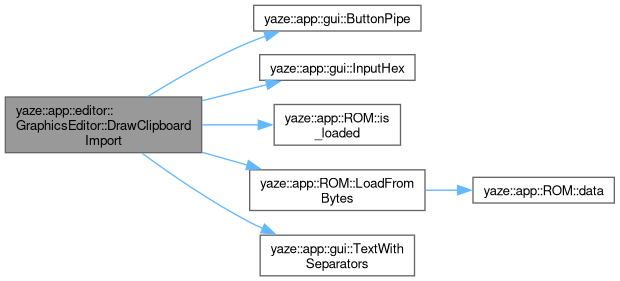 yaze::app::editor::
GraphicsEditor::DrawClipboard
Import
yaze::app::gui::ButtonPipe
yaze::app::gui::InputHex
yaze::app::ROM::is
_loaded
yaze::app::ROM::LoadFrom
Bytes
yaze::app::ROM::data
yaze::app::gui::TextWith
Separators